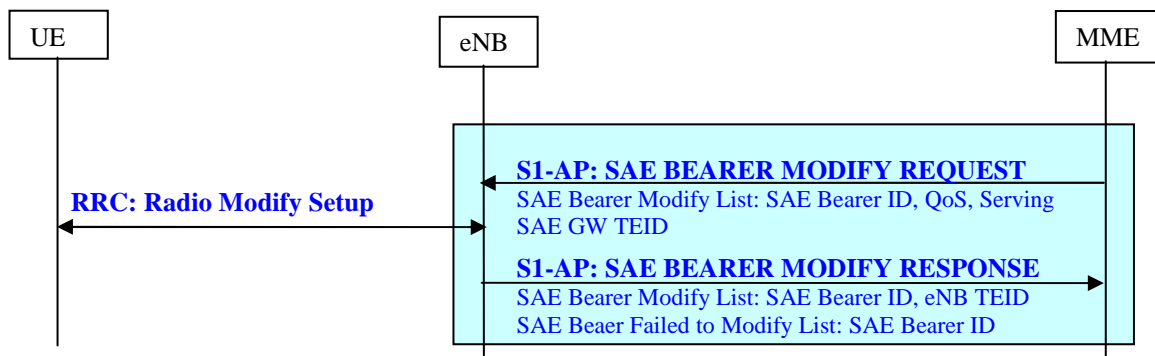 UE
eNB
MME
S1-AP: SAE BEARER MODIFY REQUEST
RRC: Radio Modify Setup
SAE Bearer Modify List: SAE Bearer ID, QoS, Serving
SAE GW TEID
S1-AP: SAE BEARER MODIFY RESPONSE
SAE Bearer Modify List: SAE Bearer ID, eNB TEID
SAE Beaer Failed to Modify List: SAE Bearer ID